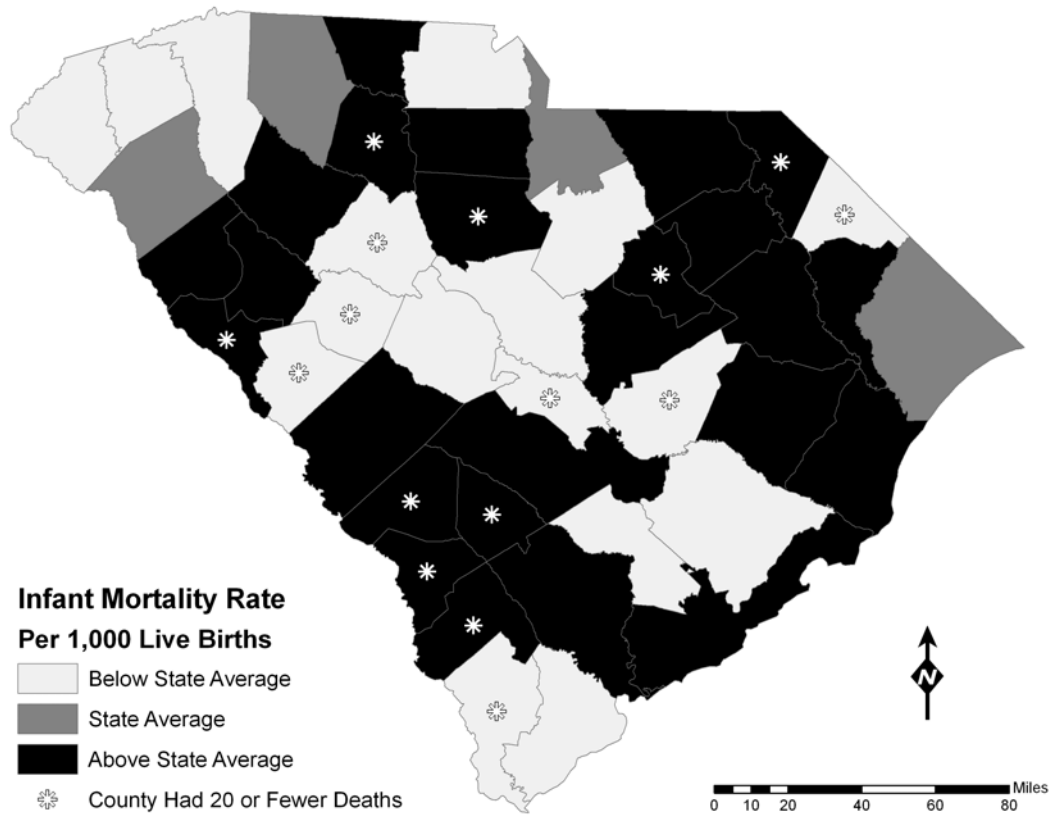 Infant Mortality Rate
Per 1,000 Live Births
Below State Average
State Average
Above State Average
County Had 20 or Fewer Deaths
N
Miles
0 10 20 40 60 80